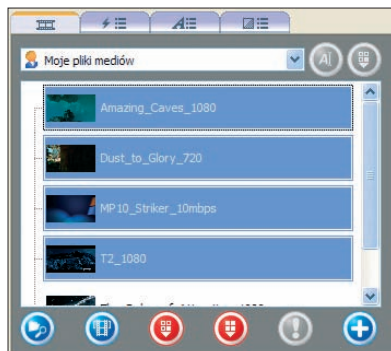 Moje pliki mediów
Amazing_Caves_1080
Dust_to_Glory_720
MP10_Striker_10mbps
T2_1080